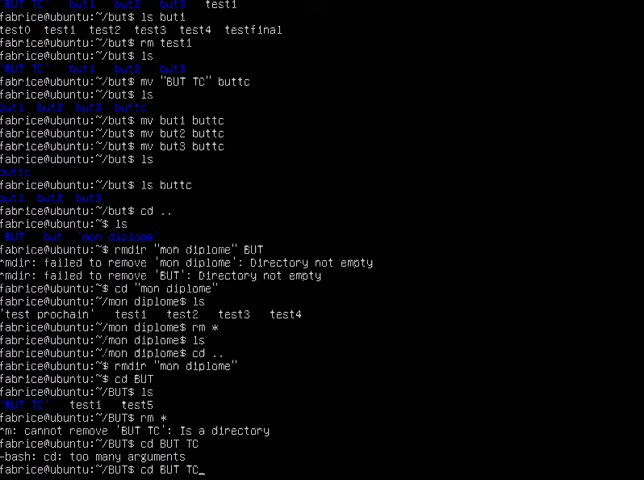 'BUT TC'   but1   but2   but3   test1
fabrice@ubuntu:~/but$ ls but1
test0  test1  test2  test3  test4  testfinal
fabrice@ubuntu:~/but$ rm test1
fabrice@ubuntu:~/but$ ls
'BUT TC'   but1   but2   but3
fabrice@ubuntu:~/but$ mv "BUT TC" buttc
fabrice@ubuntu:~/but$ ls
but1  but2  but3  buttc
fabrice@ubuntu:~/but$ mv but1 buttc
fabrice@ubuntu:~/but$ mv but2 buttc
fabrice@ubuntu:~/but$ mv but3 buttc
fabrice@ubuntu:~/but$ ls
buttc
fabrice@ubuntu:~/but$ ls buttc
but1  but2  but3
fabrice@ubuntu:~/but$ cd ..
fabrice@ubuntu:~$ ls
BUT   but  'mon diplome'
fabrice@ubuntu:~$ rmdir "mon diplome" BUT
rmdir: failed to remove 'mon diplome': Directory not empty
rmdir: failed to remove 'BUT': Directory not empty
fabrice@ubuntu:~$ cd "mon diplome"
fabrice@ubuntu:~/mon diplome$ ls
'test prochain'   test1   test2   test3   test4
fabrice@ubuntu:~/mon diplome$ rm *
fabrice@ubuntu:~/mon diplome$ ls
fabrice@ubuntu:~/mon diplome$ cd ..
fabrice@ubuntu:~$ rmdir "mon diplome"
fabrice@ubuntu:~$ cd BUT
fabrice@ubuntu:~/BUT$ ls
'BUT TC'   test1   test5
fabrice@ubuntu:~/BUT$ rm *
rm: cannot remove 'BUT TC': Is a directory
fabrice@ubuntu:~/BUT$ cd BUT TC
-bash: cd: too many arguments
fabrice@ubuntu:~/BUT$ cd BUT TC_